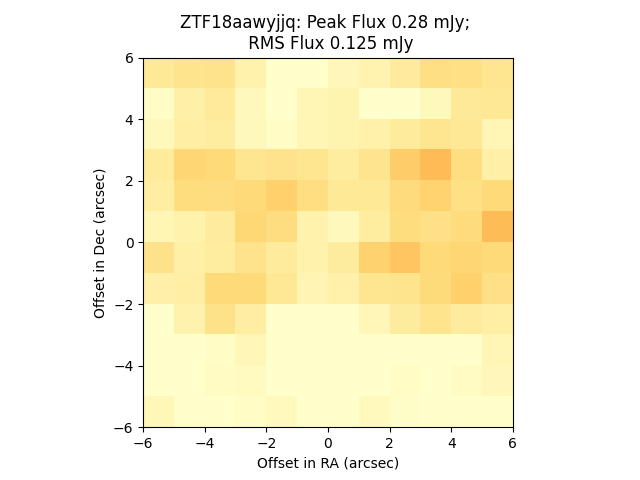 ZTF18aawyjjq: Peak Flux 0.28 mJy;
RMS Flux 0.125 mJy
6
4
2
0
−2
−4
−6
Offset in Dec (arcsec)
−6 −4 −2 0 2 4 6
Offset in RA (arcsec)